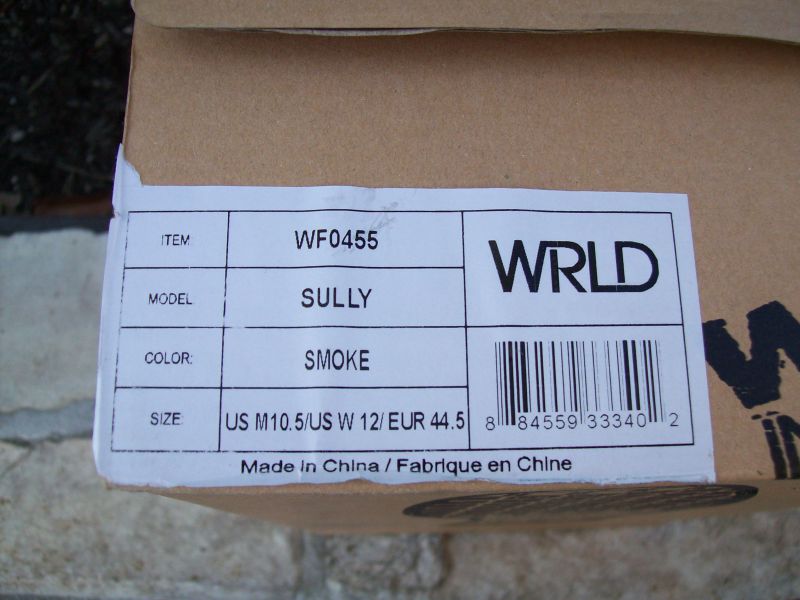 ITEM: WF0455
WRLD
MODEL: SULLY
COLOR: SMOKE
SIZE: US M10.5/US W 12/ EUR 44.5
8 84559 33340 2
Made in China / Fabrique en Chine